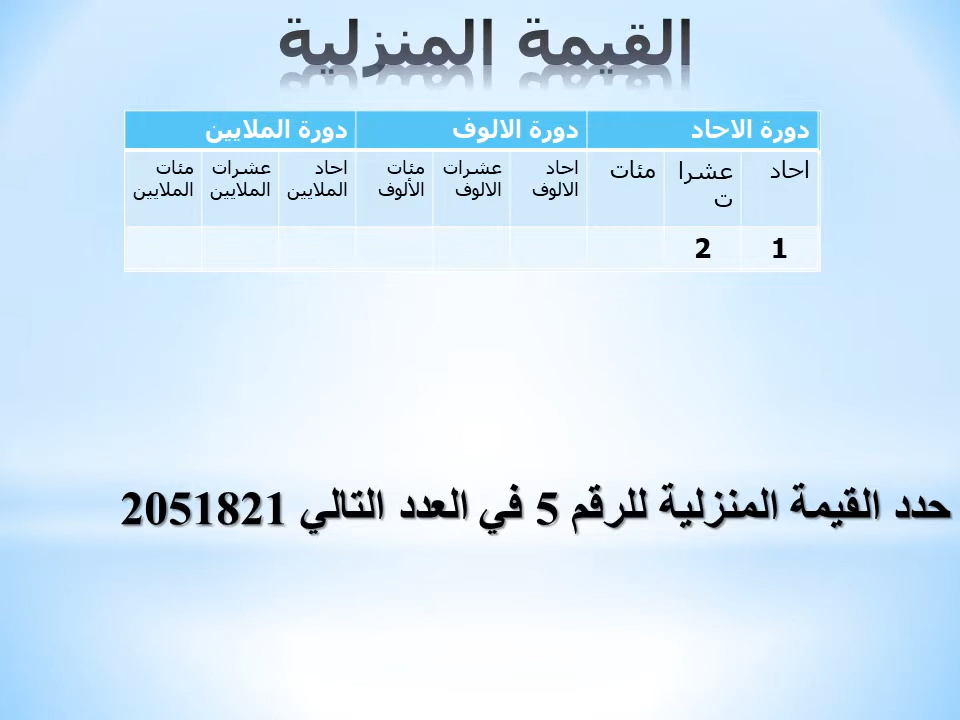 القيمة المنزلية
دورة الاحاد دورة الالوف دورة الملايين
احاد عشرات مئات احاد الالوف عشرات الالوف مئات الألوف احاد الملايين عشرات الملايين مئات الملايين
1 2
حدد القيمة المنزلية للرقم 5 في العدد التالي 2051821